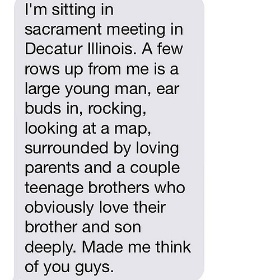 I'm sitting in
sacrament meeting in
Decatur Illinois. A few
rows up from me is a
large young man, ear
buds in, rocking,
looking at a map,
surrounded by loving
parents and a couple
teenage brothers who
obviously love their
brother and son
deeply. Made me think
of you guys.